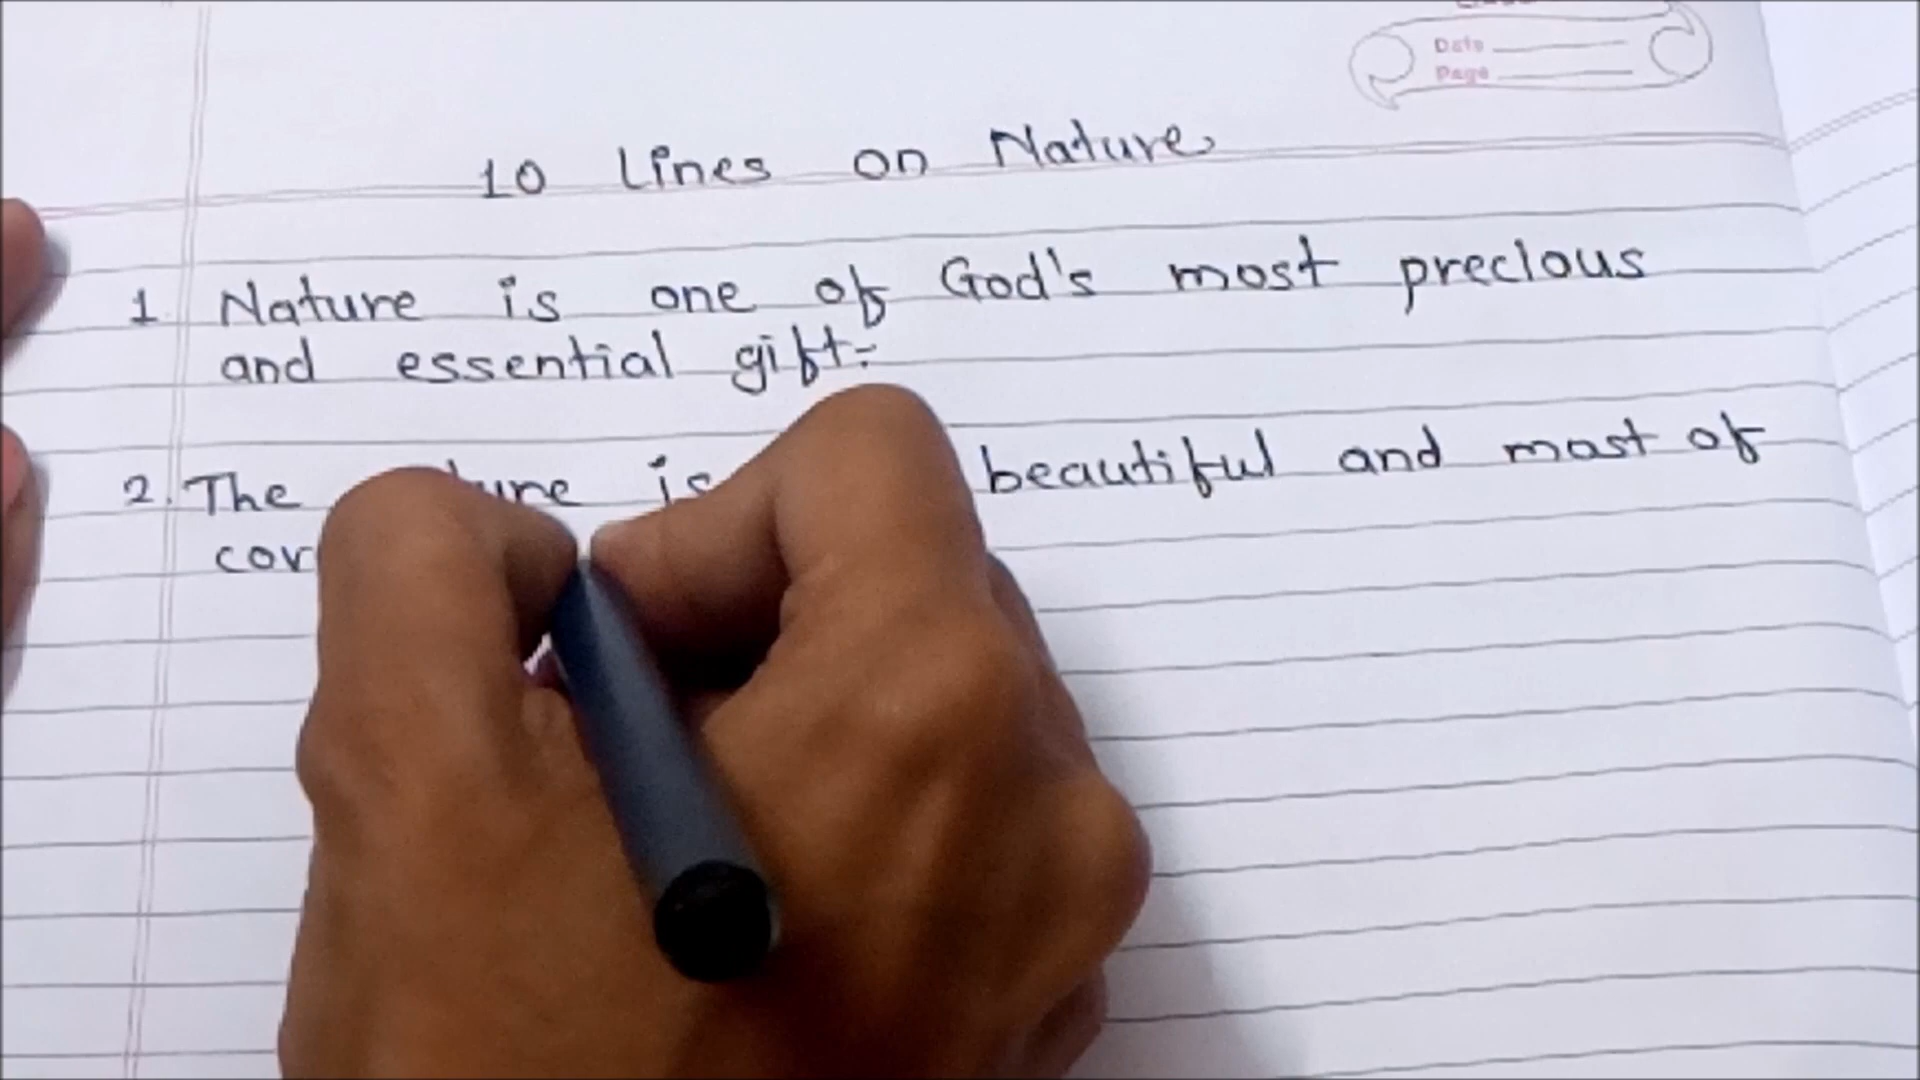 Date
Page
10 Lines on Nature
1. Nature is one of God's most precious
and essential gift.
2. The is beautiful and most of